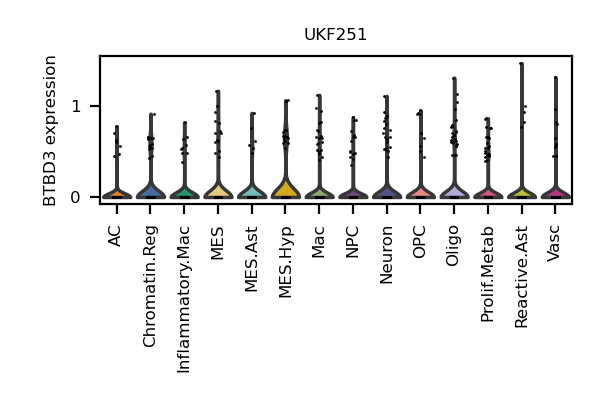 UKF251
BTBD3 expression
1
0
AC
Chromatin.Reg
Inflammatory.Mac
MES
MES.Ast
MES.Hyp
Mac
NPC
Neuron
OPC
Oligo
Prolif.Metab
Reactive.Ast
Vasc